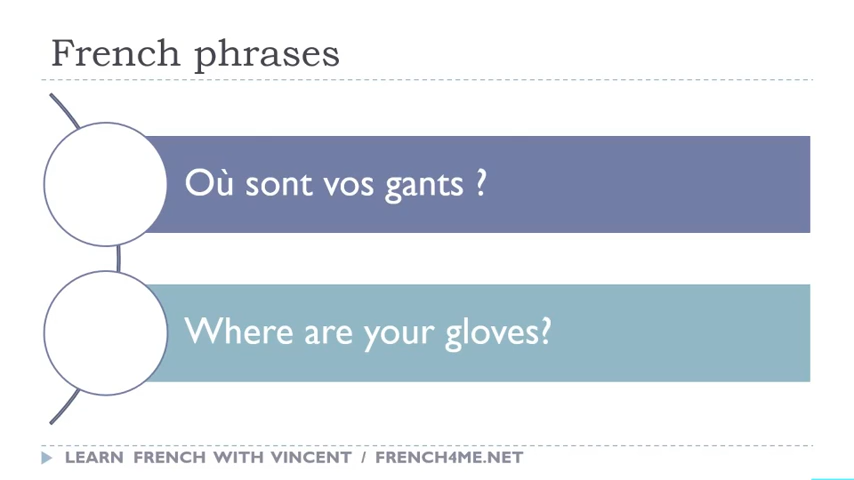 French phrases
Où sont vos gants ?
Where are your gloves?
LEARN FRENCH WITH VINCENT / FRENCH4ME.NET